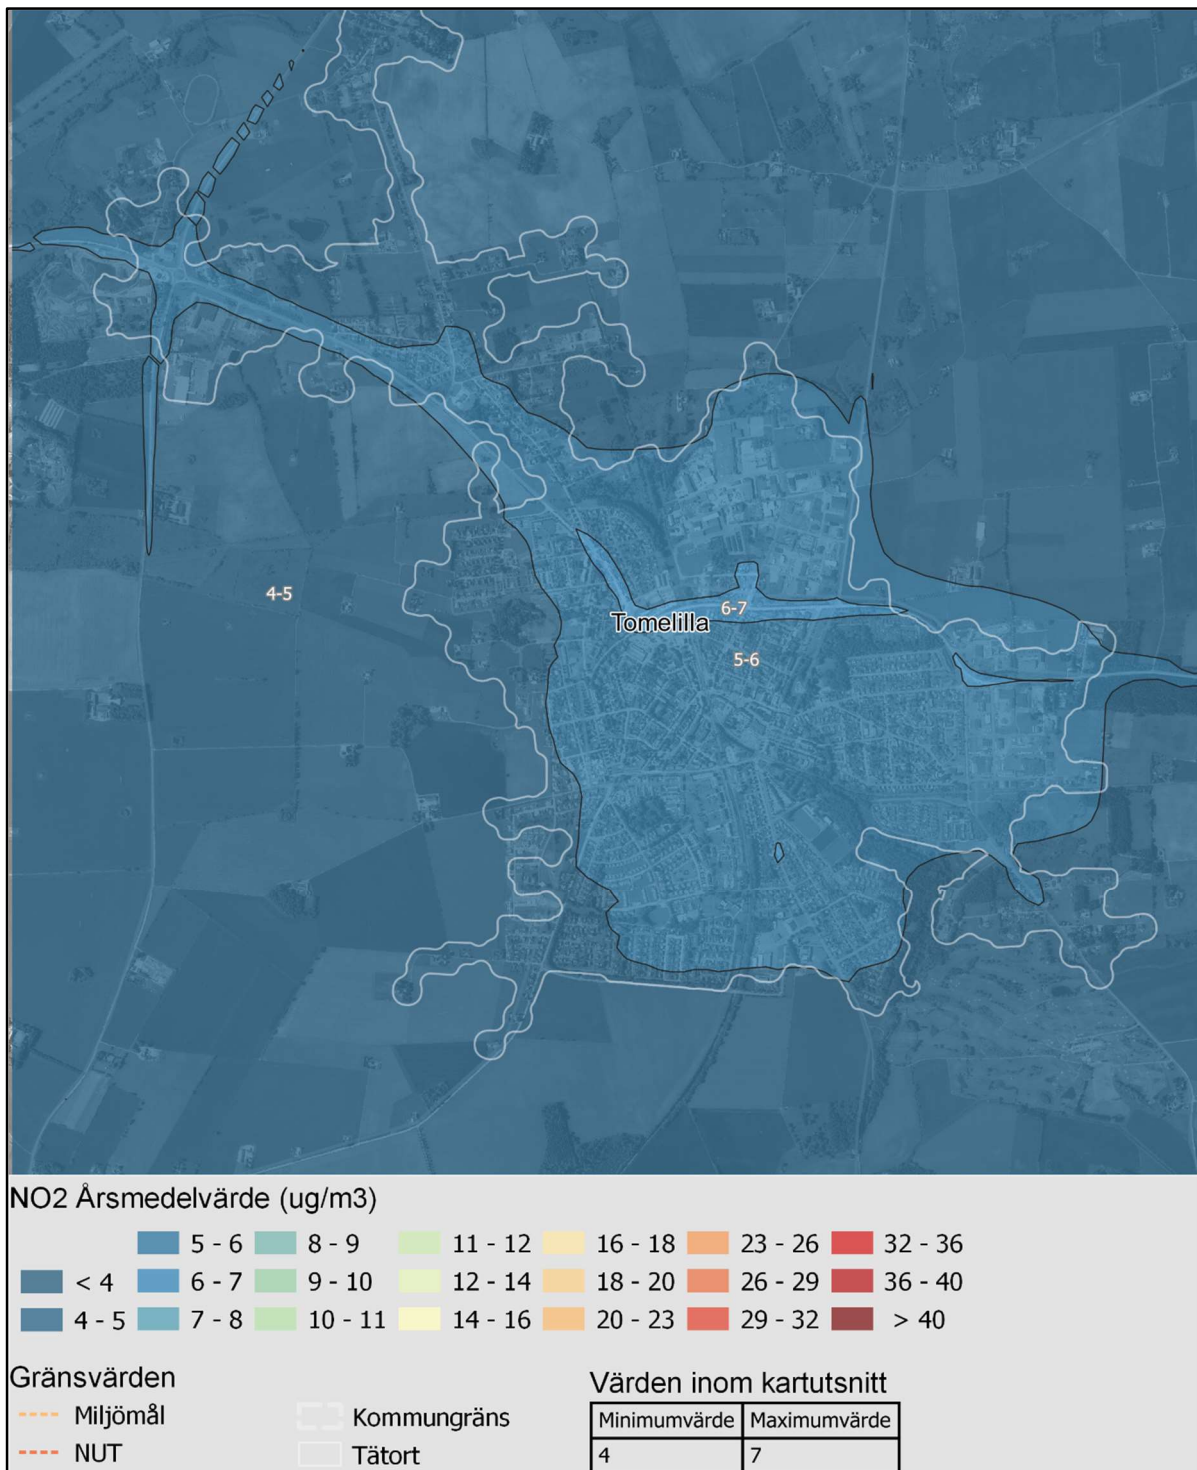 4-5
6-7
Tomelilla
5-6
NO2 Årsmedelvärde (ug/m3)
5 - 6 8 - 9 11 - 12 16 - 18 23 - 26 32 - 36
< 4 6 - 7 9 - 10 12 - 14 18 - 20 26 - 29 36 - 40
4 - 5 7 - 8 10 - 11 14 - 16 20 - 23 29 - 32 > 40
Gränsvärden
Miljömål
NUT
Kommungräns
Tätort
Värden inom kartutsnitt
Minimumvärde Maximumvärde
4 7